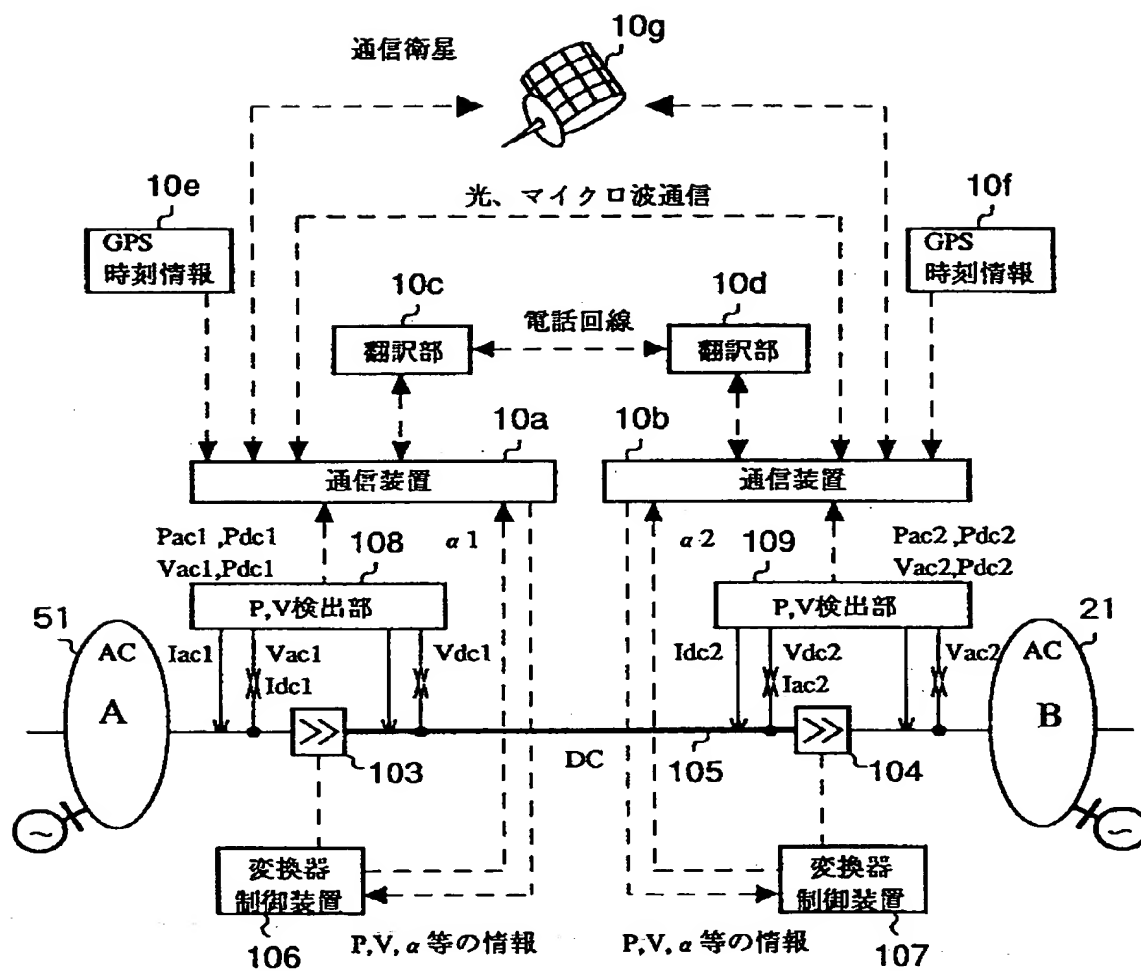 通信衛星
10g
光、マイクロ波通信
10e
GPS
時刻情報
10f
GPS
時刻情報
10c
翻訳部
電話回線
10d
翻訳部
10a
通信装置
10b
通信装置
Pac1 ,Pdc1
Vac1,Pdc1
108
P,V検出部
α1
α2
109
Pac2 ,Pdc2
Vac2,Pdc2
P,V検出部
51
AC
A
Iac1
Vac1
Idc1
Vdc1
Idc2
Vdc2
Iac2
Vac2
21
AC
B
103
DC
105
104
変換器
制御装置
106
P,V,α等の情報
P,V,α等の情報
変換器
制御装置
107